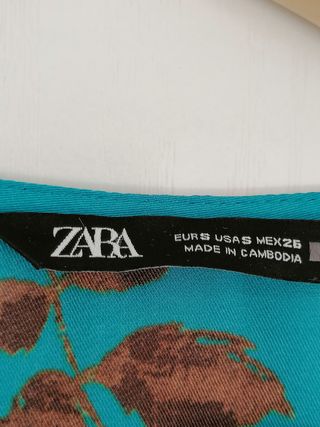 ZARA
EUR S USA S MEX 26
MADE IN CAMBODIA